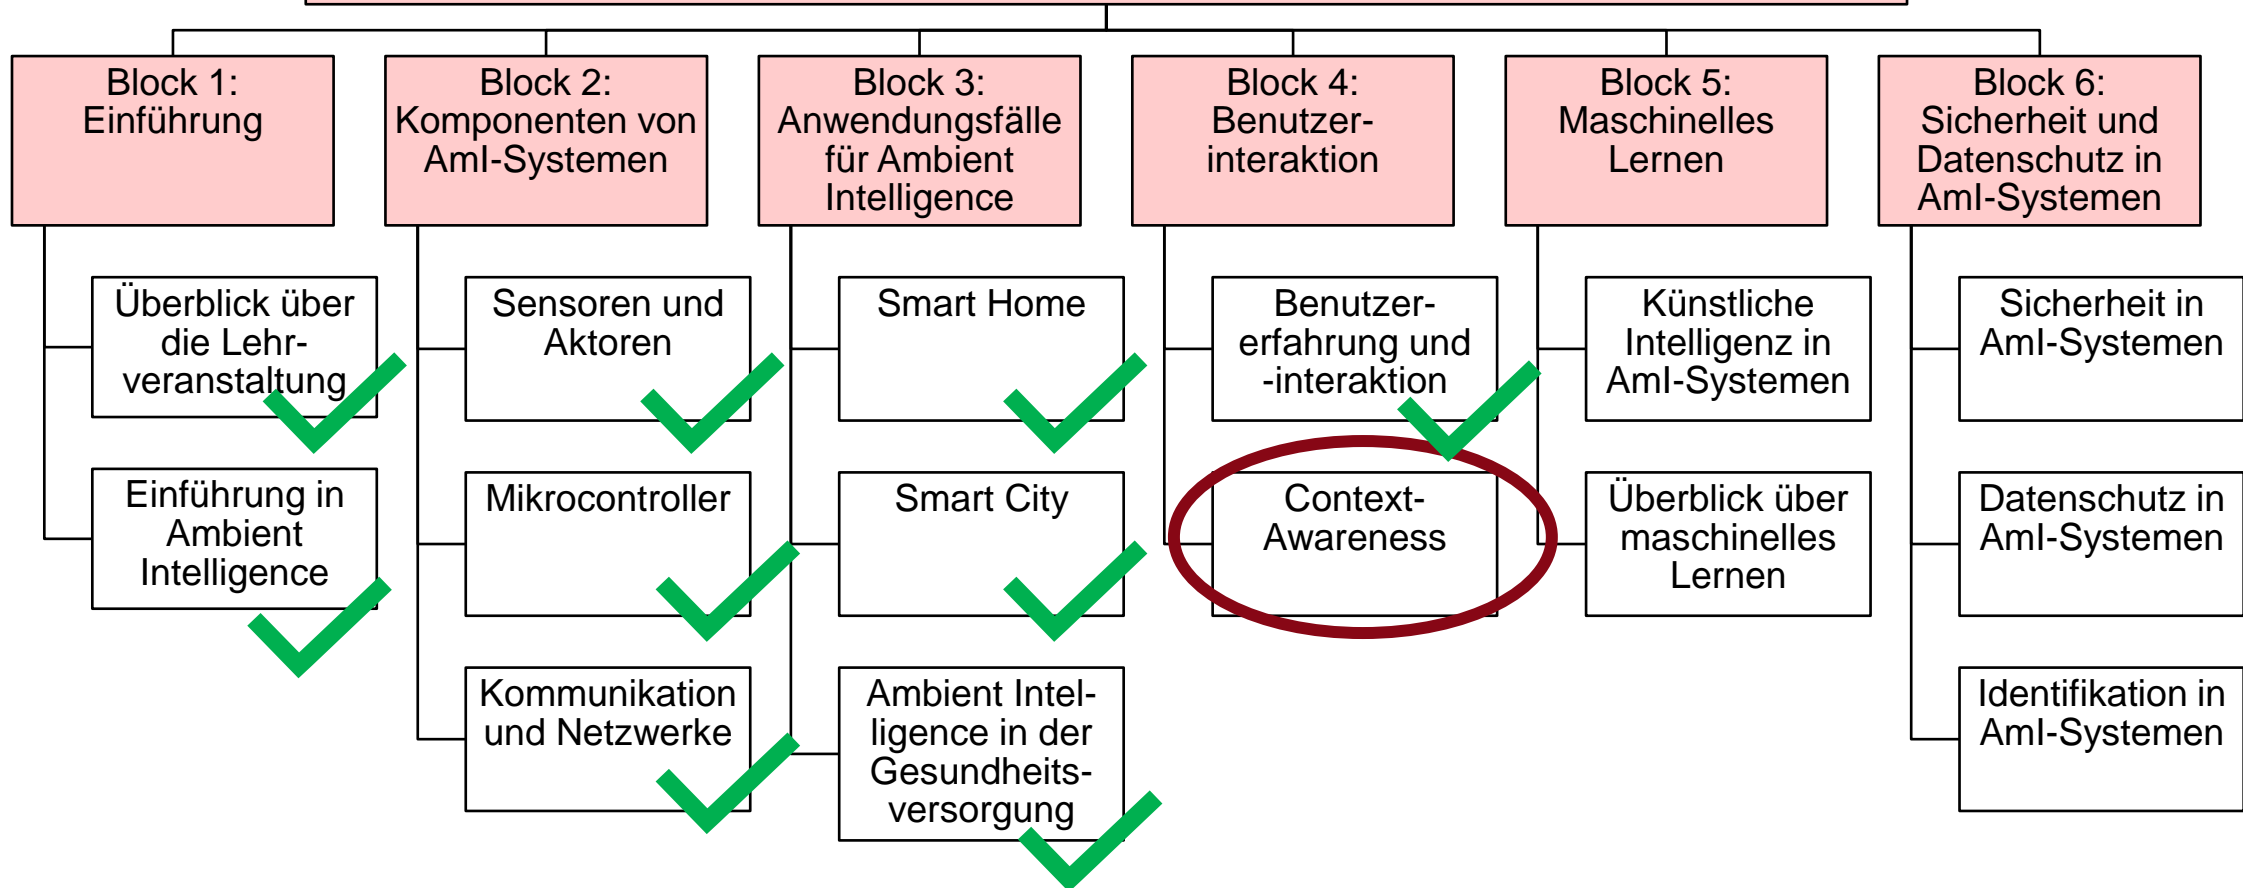 Block 1:
Einführung
Überblick über
die Lehr-
veranstaltung
Einführung in
Ambient
Intelligence
Block 2:
Komponenten von
AmI-Systemen
Sensoren und
Aktoren
Mikrocontroller
Kommunikation
und Netzwerke
Block 3:
Anwendungsfälle
für Ambient
Intelligence
Smart Home
Smart City
Ambient Intel-
ligence in der
Gesundheits-
versorgung
Block 4:
Benutzer-
interaktion
Benutzer-
erfahrung und
-interaktion
Context-
Awareness
Block 5:
Maschinelles
Lernen
Künstliche
Intelligenz in
AmI-Systemen
Überblick über
maschinelles
Lernen
Block 6:
Sicherheit und
Datenschutz in
AmI-Systemen
Sicherheit in
AmI-Systemen
Datenschutz in
AmI-Systemen
Identifikation in
AmI-Systemen